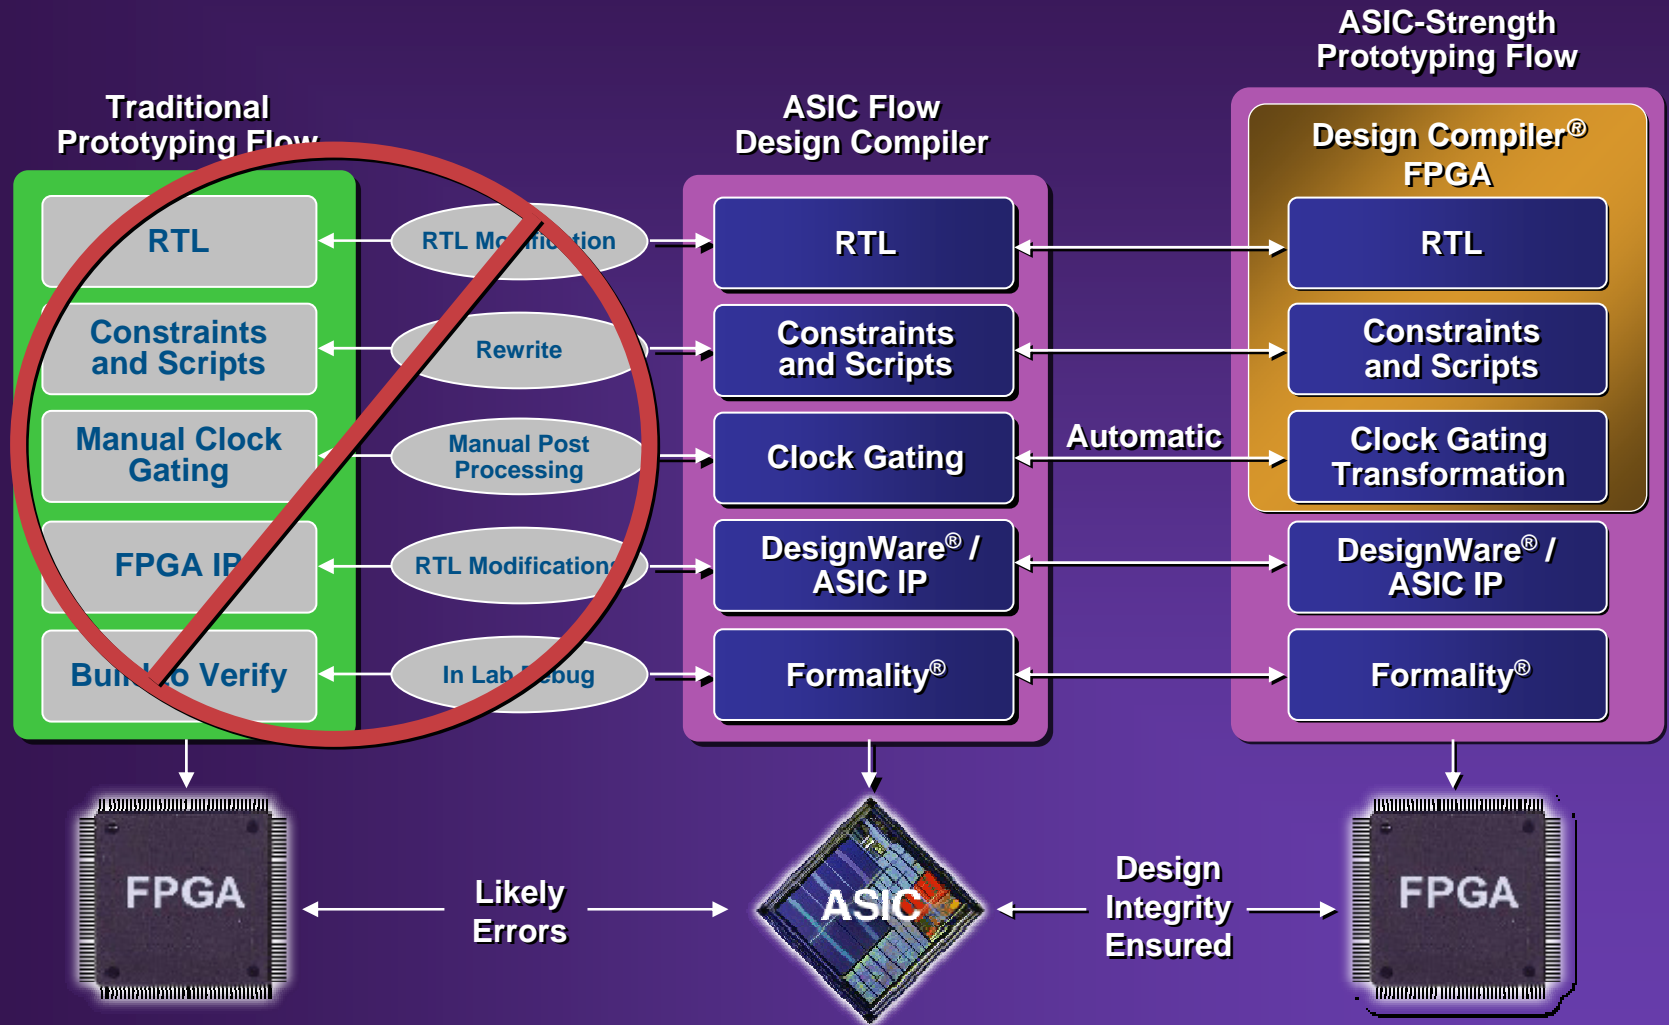 ASIC-Strength
Prototyping Flow
Traditional
Prototyping Flow
ASIC Flow
Design Compiler
Design Compiler®
FPGA
RTL
RTL Modification
RTL
RTL
Constraints
and Scripts
Rewrite
Constraints
and Scripts
Constraints
and Scripts
Manual Clock
Gating
Manual Post
Processing
Clock Gating
Automatic
Clock Gating
Transformation
FPGA IP
RTL Modifications
DesignWare® /
ASIC IP
DesignWare® /
ASIC IP
Build to Verify
In Lab Debug
Formality®
Formality®
FPGA
Likely
Errors
ASIC
Design
Integrity
Ensured
FPGA